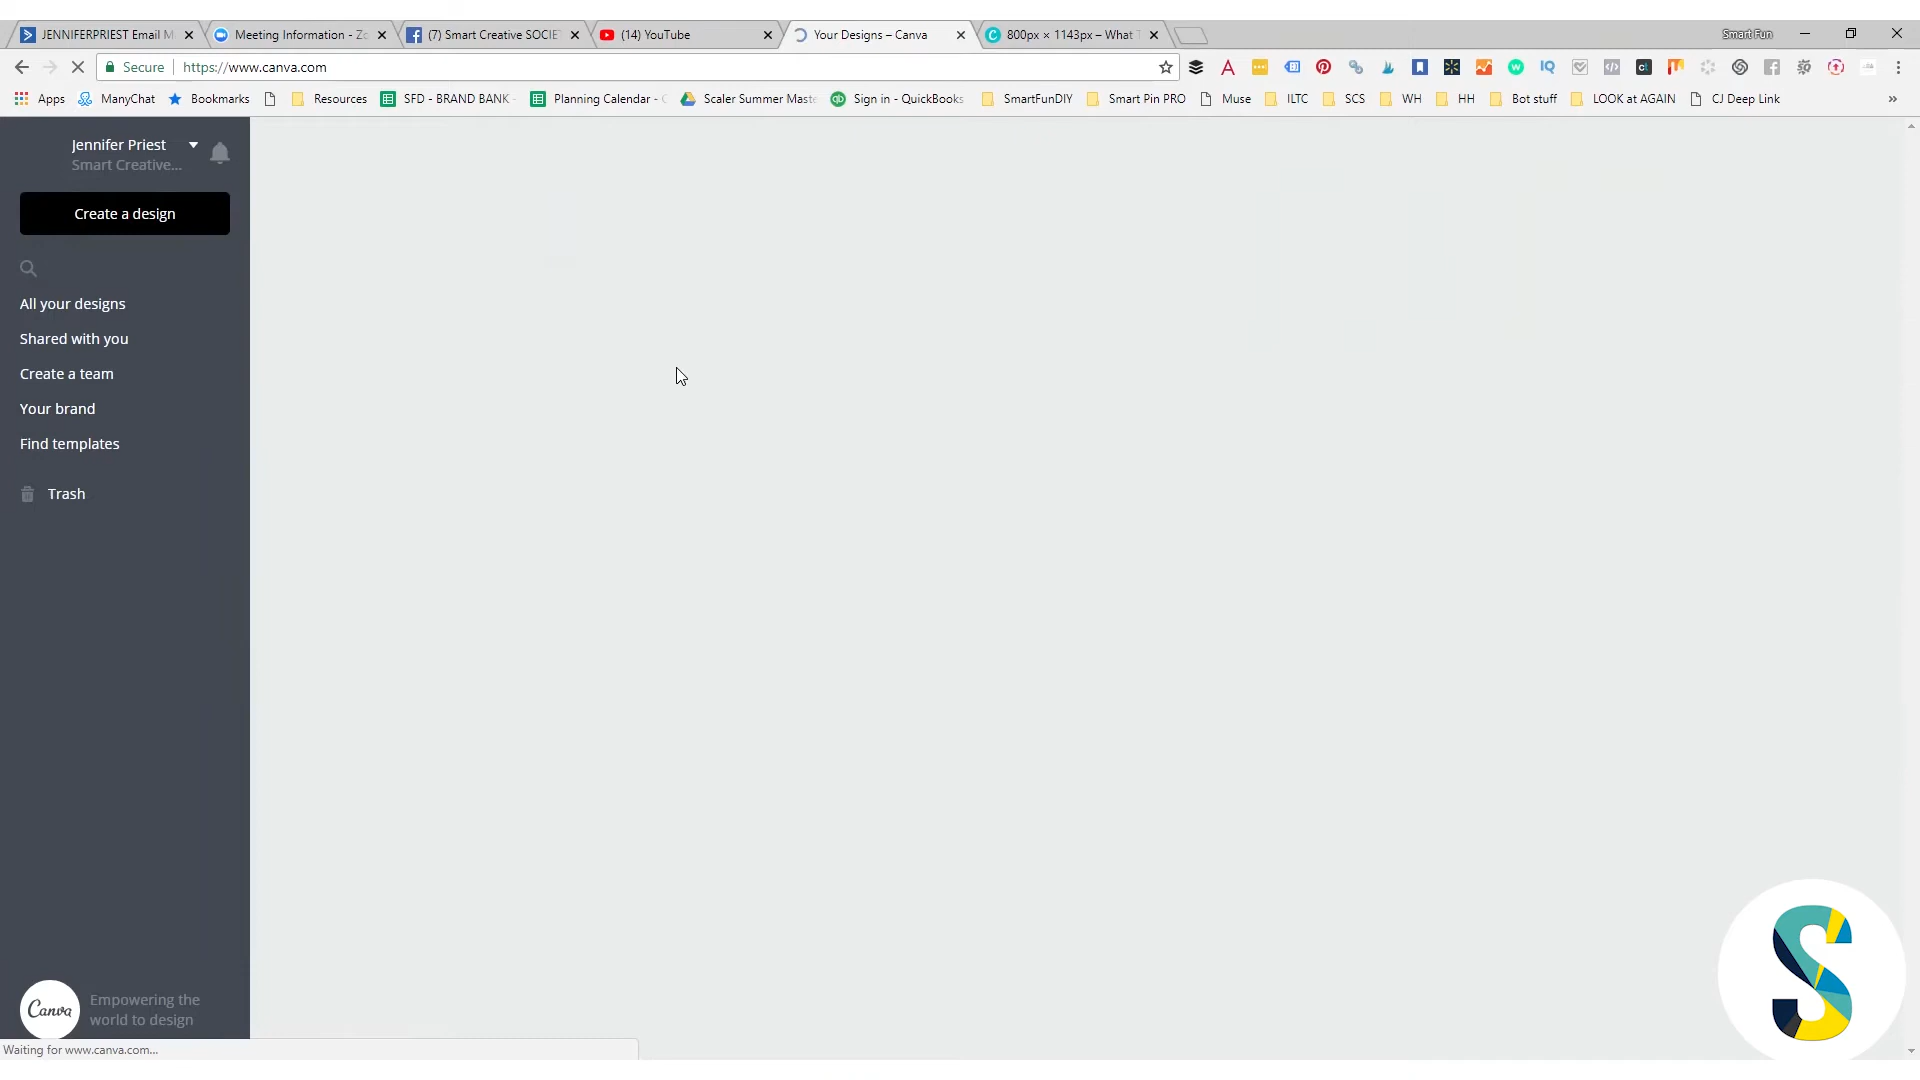 JENNIFERPRIEST Email M
Meeting Information - Zo
(7) Smart Creative SOCIE
(14) YouTube
Your Designs – Canva
800px × 1143px – What T
Smart Fun
Secure
https://www.canva.com
Apps
ManyChat
Bookmarks
Resources
SFD - BRAND BANK -
Planning Calendar - C
Scaler Summer Maste
Sign in - QuickBooks
SmartFunDIY
Smart Pin PRO
Muse
ILTC
SCS
WH
HH
Bot stuff
LOOK at AGAIN
CJ Deep Link
»
Jennifer Priest
Smart Creative...
Create a design
All your designs
Shared with you
Create a team
Your brand
Find templates
Trash
Canva
Empowering the
world to design
Waiting for www.canva.com...
S